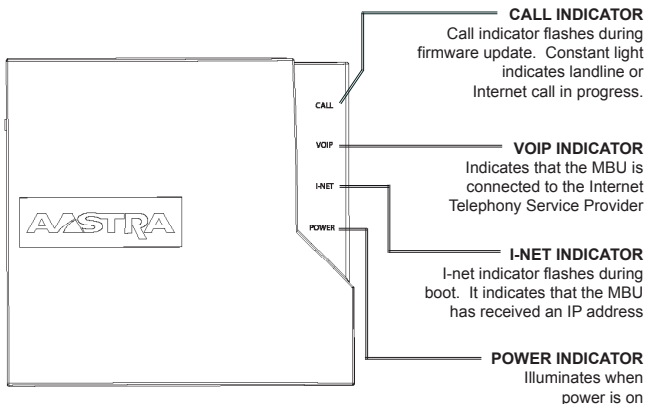 CALL INDICATOR
Call indicator flashes during
firmware update. Constant light
indicates landline or
Internet call in progress.
CALL
VOIP
VOIP INDICATOR
Indicates that the MBU is
connected to the Internet
Telephony Service Provider
I-NET
AASTRA
POWER
I-NET INDICATOR
I-net indicator flashes during
boot. It indicates that the MBU
has received an IP address
POWER INDICATOR
Illuminates when
power is on